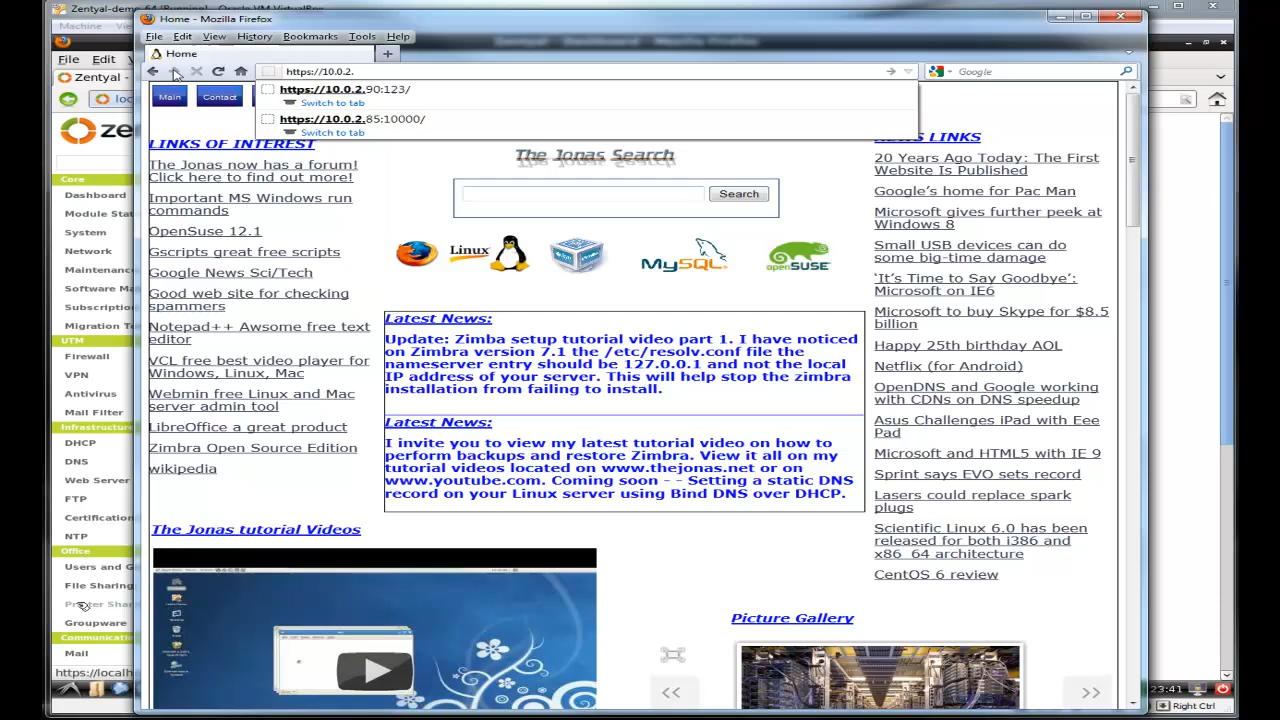 Zentyal-demo-64 [Running] - Oracle VM VirtualBox
Machine
Home - Mozilla Firefox
File Edit View History Bookmarks Tools Help
Home
https://10.0.2.
Google
https://10.0.2.90:123/
Switch to tab
https://10.0.2.85:10000/
Switch to tab
Main
Contact
LINKS OF INTEREST
The Jonas now has a forum!
Click here to find out more!
Important MS Windows run
commands
OpenSuse 12.1
Gscripts great free scripts
Google News Sci/Tech
Good web site for checking
spammers
Notepad++ Awsome free text
editor
VCL free best video player for
Windows, Linux, Mac
Webmin free Linux and Mac
server admin tool
LibreOffice a great product
Zimbra Open Source Edition
wikipedia
The Jonas Search
Search
Linux
MySQL
openSUSE
Latest News:
Update: Zimba setup tutorial video part 1. I have noticed
on Zimbra version 7.1 the /etc/resolv.conf file the
nameserver entry should be 127.0.0.1 and not the local
IP address of your server. This will help stop the zimbra
installation from failing to install.
Latest News:
I invite you to view my latest tutorial video on how to
perform backups and restore Zimbra. View it all on my
tutorial videos located on www.thejonas.net or on
www.youtube.com. Coming soon - - Setting a static DNS
record on your Linux server using Bind DNS over DHCP.
The Jonas tutorial Videos
Picture Gallery
<<
>>
LINKS
20 Years Ago Today: The First
Website Is Published
Google's home for Pac Man
Microsoft gives further peek at
Windows 8
Small USB devices can do
some big-time damage
'It's Time to Say Goodbye':
Microsoft on IE6
Microsoft to buy Skype for $8.5
billion
Happy 25th birthday AOL
Netflix (for Android)
OpenDNS and Google working
with CDNs on DNS speedup
Asus Challenges iPad with Eee
Pad
Microsoft and HTML5 with IE 9
Sprint says EVO sets record
Lasers could replace spark
plugs
Scientific Linux 6.0 has been
released for both i386 and
x86_64 architecture
CentOS 6 review
File Edit
Zentyal -
loc
zen
Core
Dashboard
Module Stat
System
Network
Maintenanc
Software Ma
Subscription
Migration T
UTM
Firewall
VPN
Antivirus
Mail Filter
Infrastructure
DHCP
DNS
Web Server
FTP
Certification
NTP
Office
Users and G
File Sharing
Printer Shar
Groupware
Communicatio
Mail
https://localh
23:41
Right Ctrl